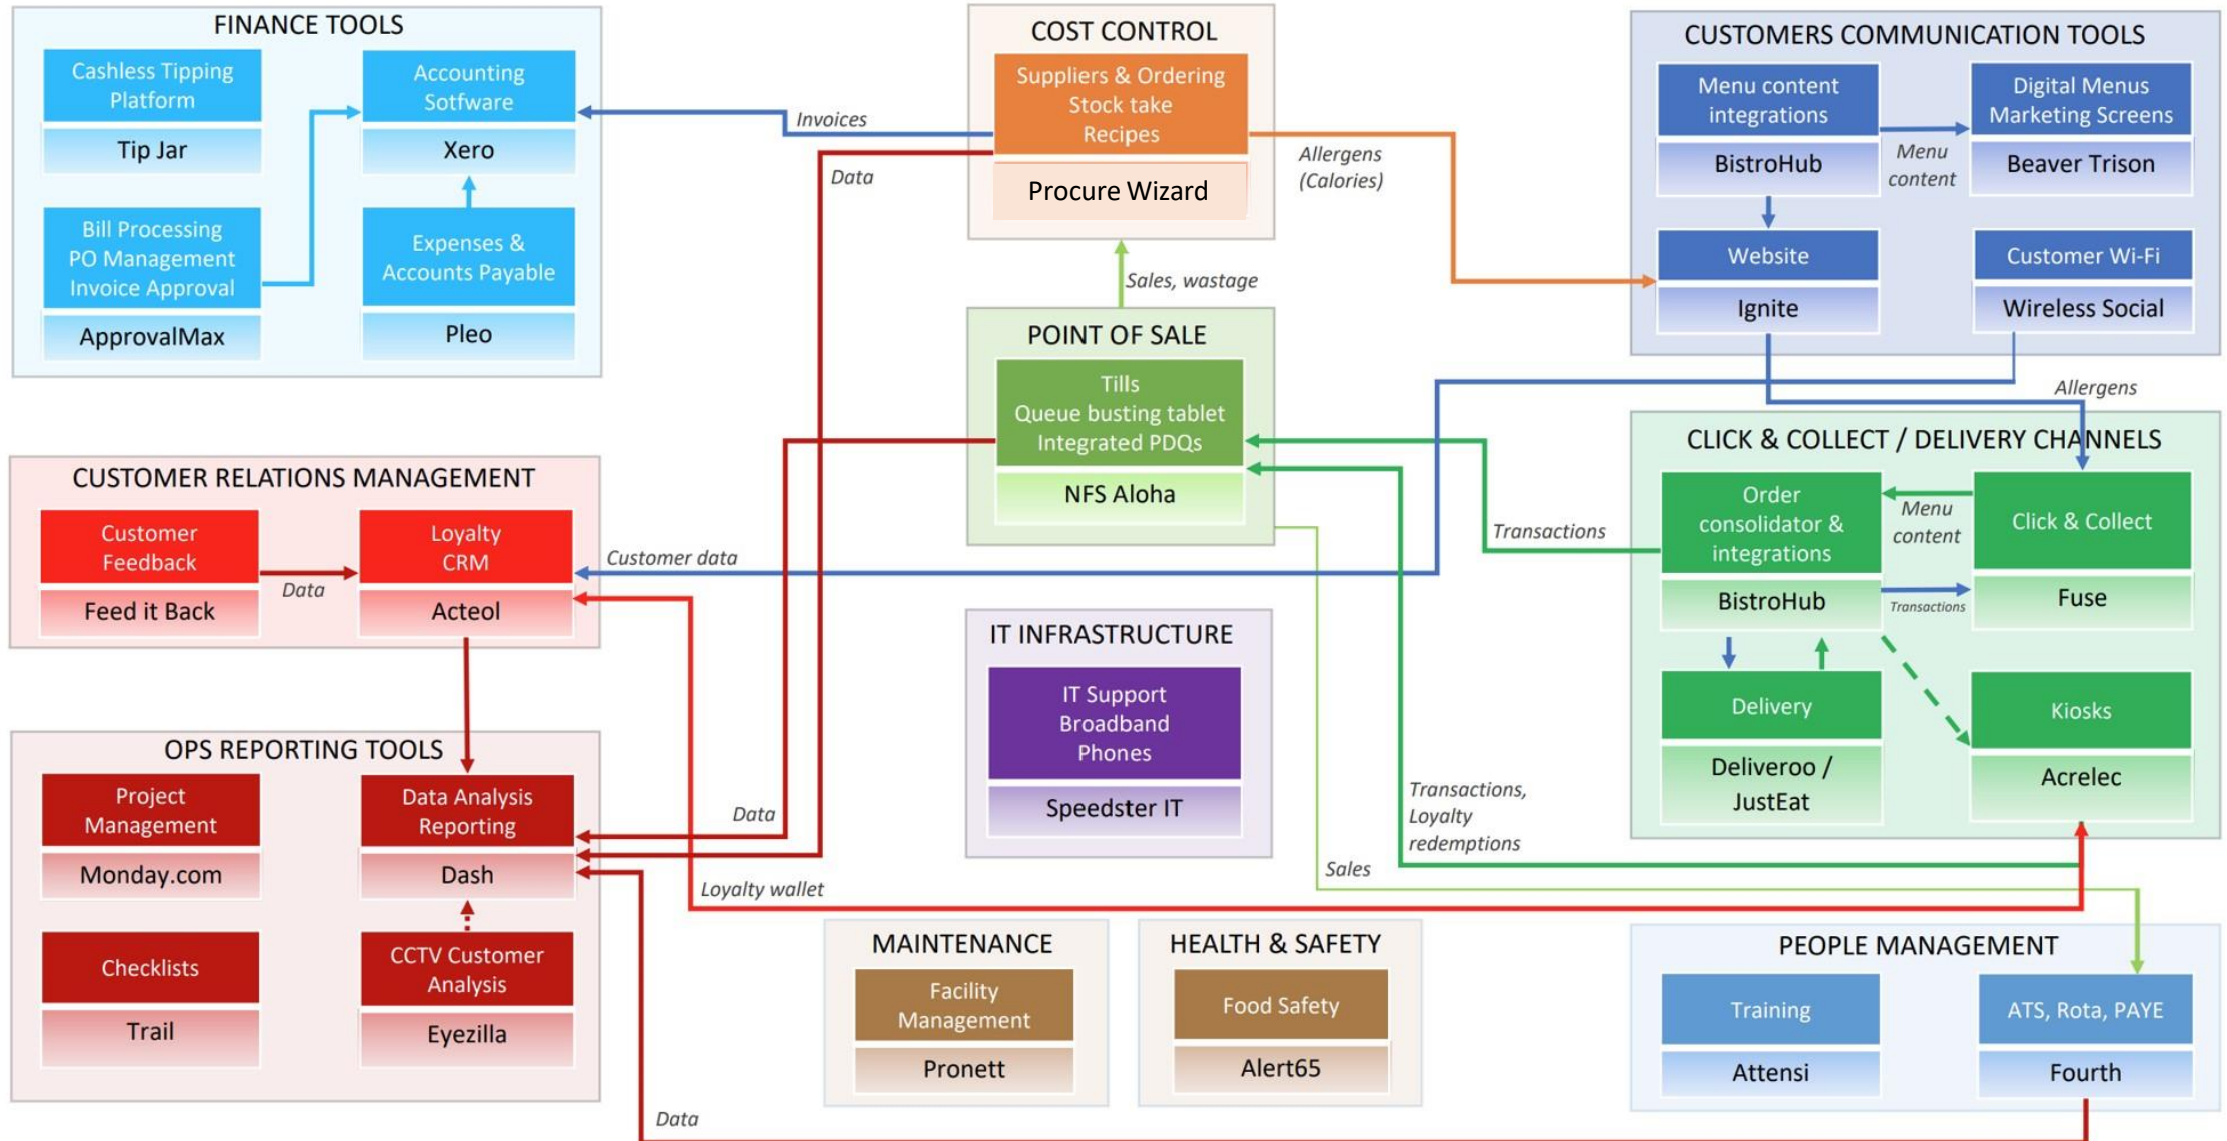 FINANCE TOOLS
Cashless Tipping
Platform
Tip Jar
Accounting
Sotfware
Xero
Bill Processing
PO Management
Invoice Approval
ApprovalMax
Expenses &
Accounts Payable
Pleo
Invoices
Data
COST CONTROL
Suppliers & Ordering
Stock take
Recipes
Procure Wizard
Allergens
(Calories)
Sales, wastage
CUSTOMERS COMMUNICATION TOOLS
Menu content
integrations
BistroHub
Menu
content
Digital Menus
Marketing Screens
Beaver Trison
Website
Ignite
Customer Wi-Fi
Wireless Social
Allergens
POINT OF SALE
Tills
Queue busting tablet
Integrated PDQs
NFS Aloha
Transactions
CLICK & COLLECT / DELIVERY CHANNELS
Order
consolidator &
integrations
BistroHub
Menu
content
Transactions
Click & Collect
Fuse
Delivery
Deliveroo /
JustEat
Kiosks
Acrelec
CUSTOMER RELATIONS MANAGEMENT
Customer
Feedback
Feed it Back
Data
Loyalty
CRM
Acteol
Customer data
IT INFRASTRUCTURE
IT Support
Broadband
Phones
Speedster IT
Transactions,
Loyalty
redemptions
Sales
OPS REPORTING TOOLS
Project
Management
Monday.com
Data Analysis
Reporting
Dash
Data
Loyalty wallet
Checklists
Trail
CCTV Customer
Analysis
Eyezilla
MAINTENANCE
Facility
Management
Pronett
HEALTH & SAFETY
Food Safety
Alert65
PEOPLE MANAGEMENT
Training
Attensi
ATS, Rota, PAYE
Fourth
Data